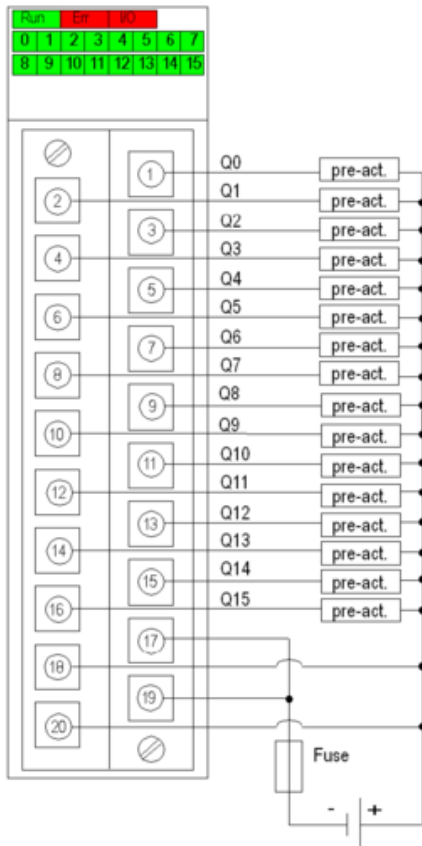 Run Err I/O
0 1 2 3 4 5 6 7
8 9 10 11 12 13 14 15
1 Q0 pre-act.
2 Q1 pre-act.
3 Q2 pre-act.
4 Q3 pre-act.
5 Q4 pre-act.
6 Q5 pre-act.
7 Q6 pre-act.
8 Q7 pre-act.
9 Q8 pre-act.
10 Q9 pre-act.
11 Q10 pre-act.
12 Q11 pre-act.
13 Q12 pre-act.
14 Q13 pre-act.
15 Q14 pre-act.
16 Q15 pre-act.
17
18
19
20
Fuse
- +